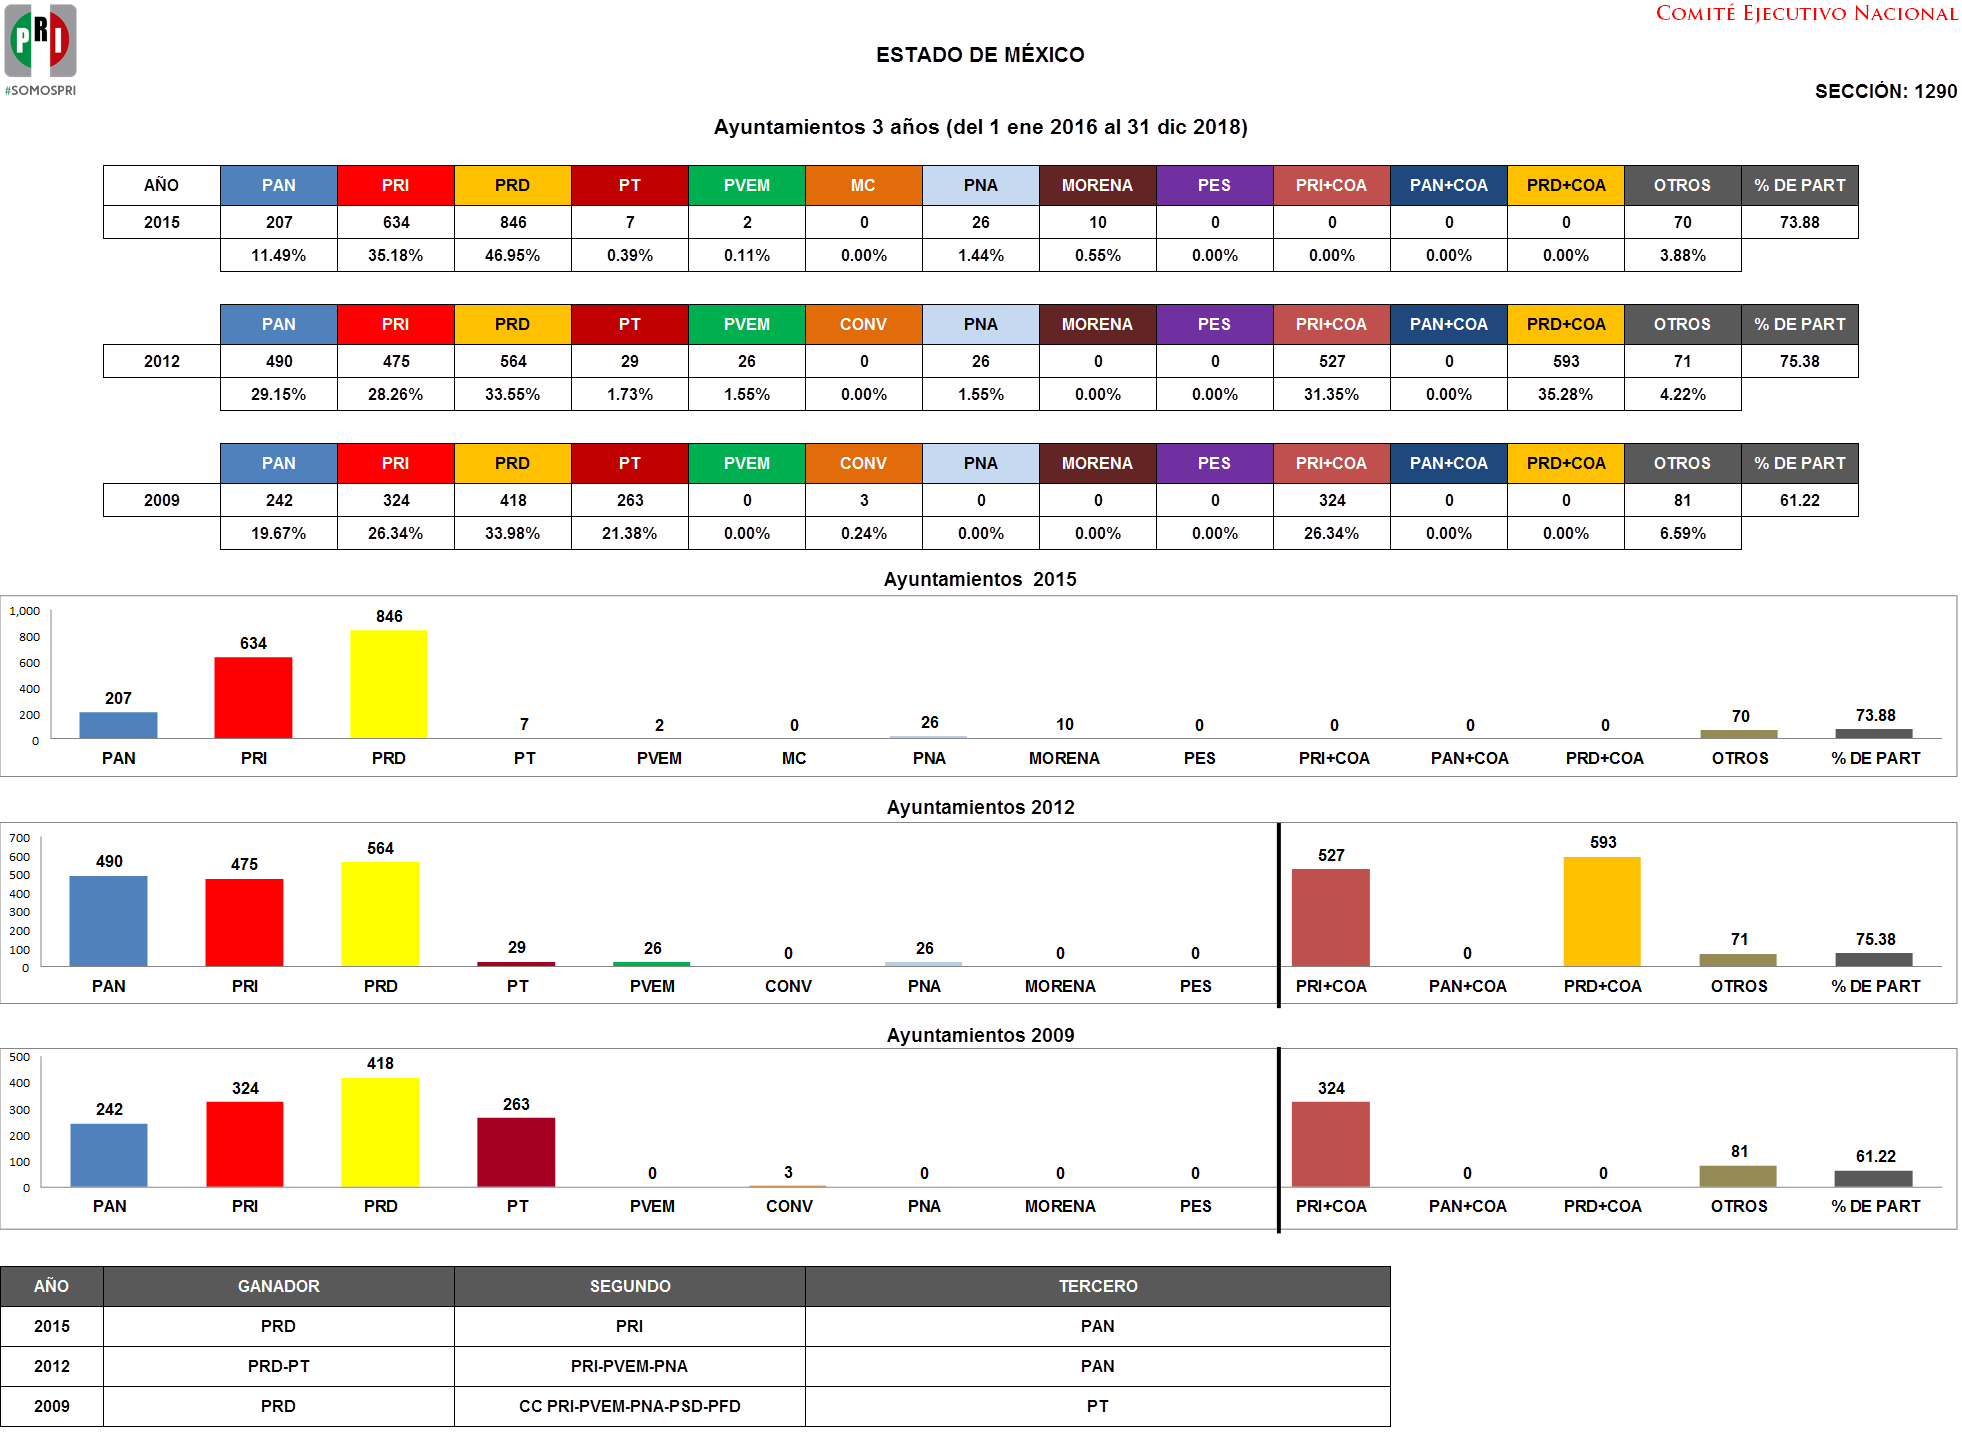 PRI
#SOMOSPRI
COMITÉ EJECUTIVO NACIONAL
ESTADO DE MÉXICO
SECCIÓN: 1290
Ayuntamientos 3 años (del 1 ene 2016 al 31 dic 2018)
AÑO PAN PRI PRD PT PVEM MC PNA MORENA PES PRI+COA PAN+COA PRD+COA OTROS % DE PART
2015 207 634 846 7 2 0 26 10 0 0 0 0 70 73.88
11.49% 35.18% 46.95% 0.39% 0.11% 0.00% 1.44% 0.55% 0.00% 0.00% 0.00% 0.00% 3.88%
PAN PRI PRD PT PVEM CONV PNA MORENA PES PRI+COA PAN+COA PRD+COA OTROS % DE PART
2012 490 475 564 29 26 0 26 0 0 527 0 593 71 75.38
29.15% 28.26% 33.55% 1.73% 1.55% 0.00% 1.55% 0.00% 0.00% 31.35% 0.00% 35.28% 4.22%
PAN PRI PRD PT PVEM CONV PNA MORENA PES PRI+COA PAN+COA PRD+COA OTROS % DE PART
2009 242 324 418 263 0 3 0 0 0 324 0 0 81 61.22
19.67% 26.34% 33.98% 21.38% 0.00% 0.24% 0.00% 0.00% 0.00% 26.34% 0.00% 0.00% 6.59%
Ayuntamientos 2015
1,000
800
600
400
200
0
207 634 846 7 2 0 26 10 0 0 0 0 70 73.88
PAN PRI PRD PT PVEM MC PNA MORENA PES PRI+COA PAN+COA PRD+COA OTROS % DE PART
Ayuntamientos 2012
700
600
500
400
300
200
100
0
490 475 564 29 26 0 26 0 0 527 0 593 71 75.38
PAN PRI PRD PT PVEM CONV PNA MORENA PES PRI+COA PAN+COA PRD+COA OTROS % DE PART
Ayuntamientos 2009
500
400
300
200
100
0
242 324 418 263 0 3 0 0 0 324 0 0 81 61.22
PAN PRI PRD PT PVEM CONV PNA MORENA PES PRI+COA PAN+COA PRD+COA OTROS % DE PART
AÑO GANADOR SEGUNDO TERCERO
2015 PRD PRI PAN
2012 PRD-PT PRI-PVEM-PNA PAN
2009 PRD CC PRI-PVEM-PNA-PSD-PFD PT